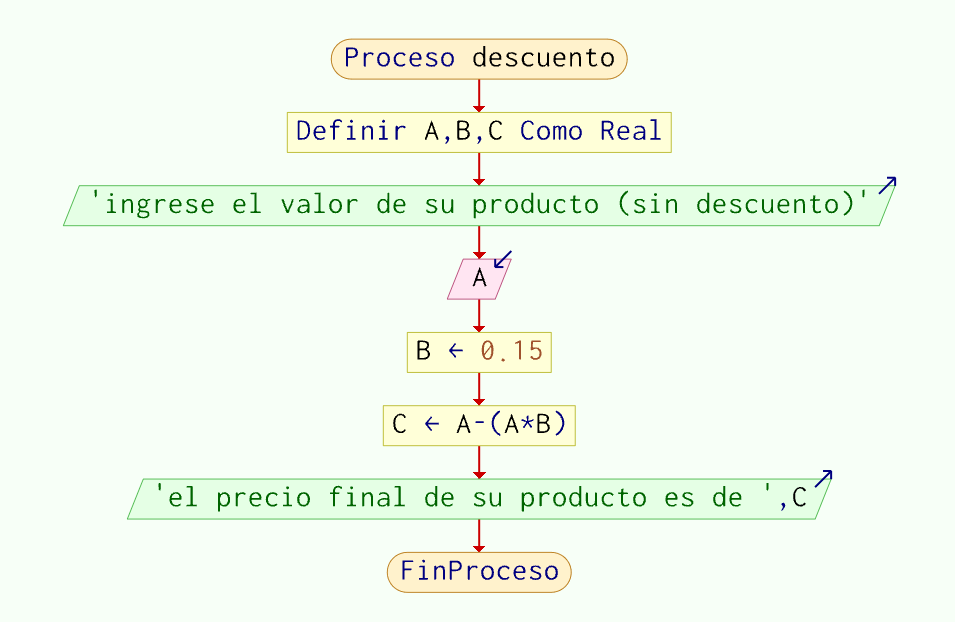 Proceso descuento
Definir A,B,C Como Real
'ingrese el valor de su producto (sin descuento)'
A
B ← 0.15
C ← A-(A*B)
'el precio final de su producto es de ',C
FinProceso